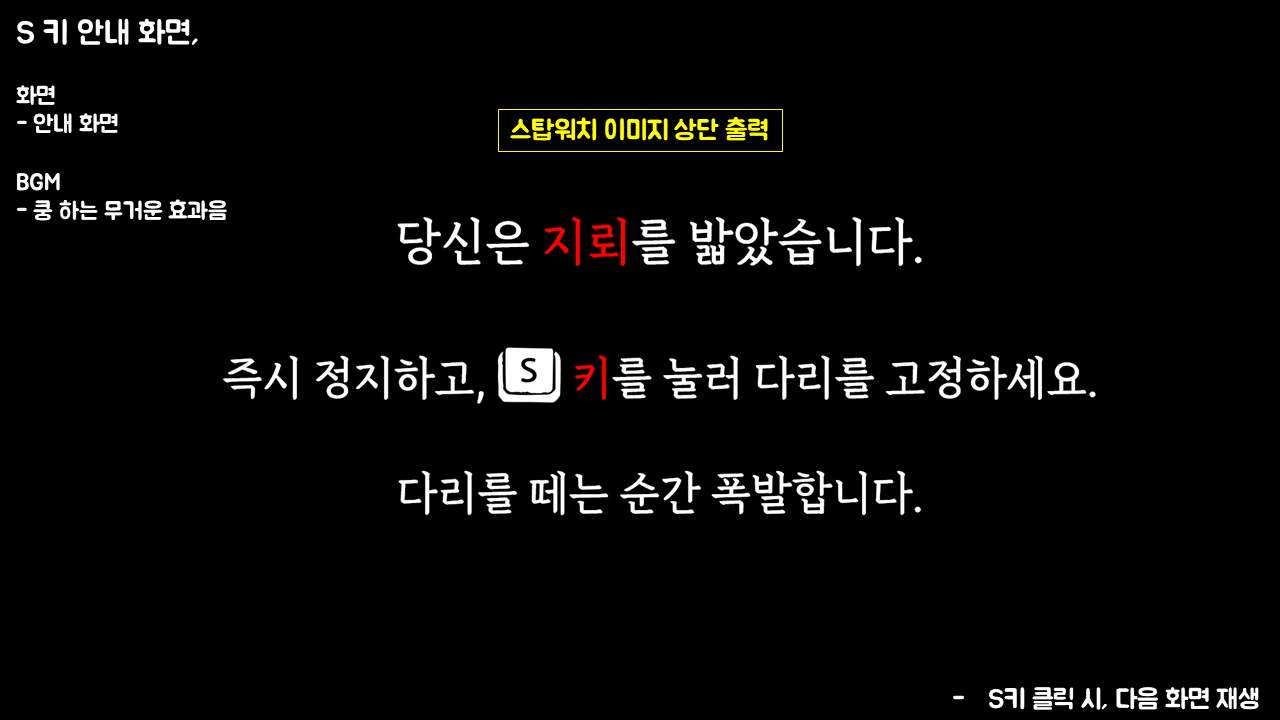 S 키 안내 화면,
화면
- 안내 화면
BGM
- 쿵 하는 무거운 효과음
스탑워치 이미지 상단 출력
당신은 지뢰를 밟았습니다.
즉시 정지하고, S 키를 눌러 다리를 고정하세요.
다리를 떼는 순간 폭발합니다.
- S키 클릭 시, 다음 화면 재생